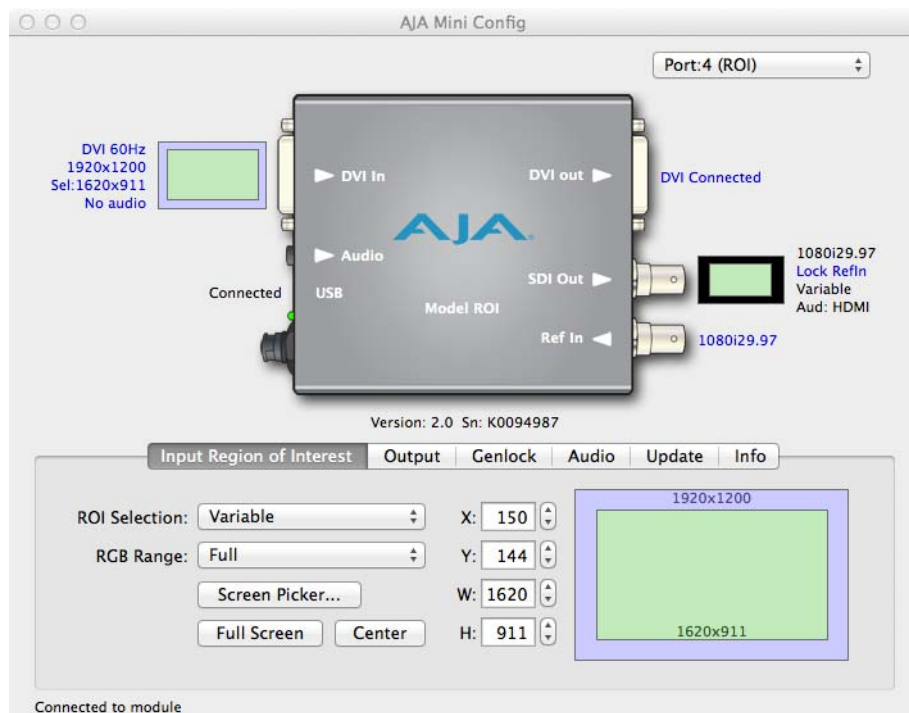 AJA Mini Config
Port:4 (ROI)
DVI 60Hz
1920x1200
Sel:1620x911
No audio
DVI In
DVI out
DVI Connected
AJA
Audio
Connected
USB
SDI Out
1080i29.97
Lock RefIn
Variable
Aud: HDMI
Model ROI
Ref In
1080i29.97
Version: 2.0 Sn: K0094987
Input Region of Interest
Output
Genlock
Audio
Update
Info
ROI Selection: Variable
RGB Range: Full
Screen Picker...
Full Screen
Center
X: 150
Y: 144
W: 1620
H: 911
1920x1200
1620x911
Connected to module